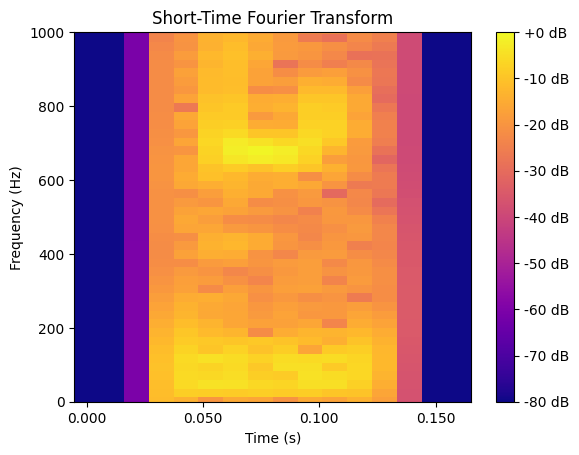 Short-Time Fourier Transform
1000
800
600
400
200
0
Frequency (Hz)
0.000
0.050
0.100
0.150
Time (s)
+0 dB
-10 dB
-20 dB
-30 dB
-40 dB
-50 dB
-60 dB
-70 dB
-80 dB